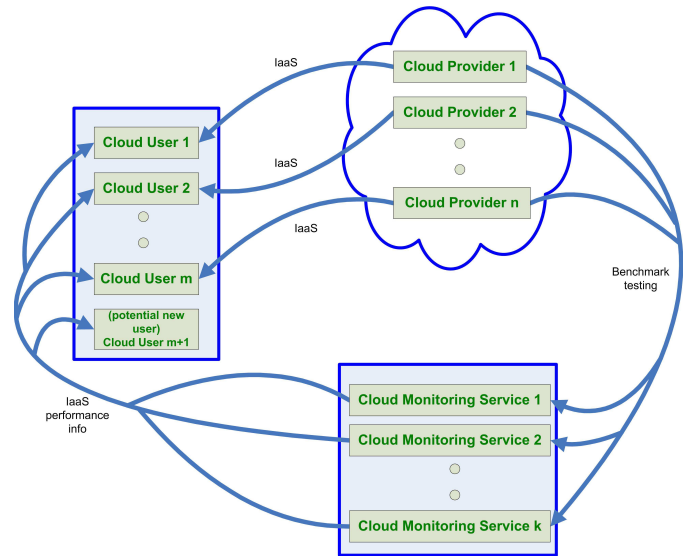 IaaS
Cloud Provider 1
Cloud Provider 2
Cloud User 1
IaaS
Cloud User 2
Cloud Provider n
IaaS
Cloud User m
Benchmark
testing
(potential new
user)
Cloud User m+1
IaaS
performance
info
Cloud Monitoring Service 1
Cloud Monitoring Service 2
Cloud Monitoring Service k